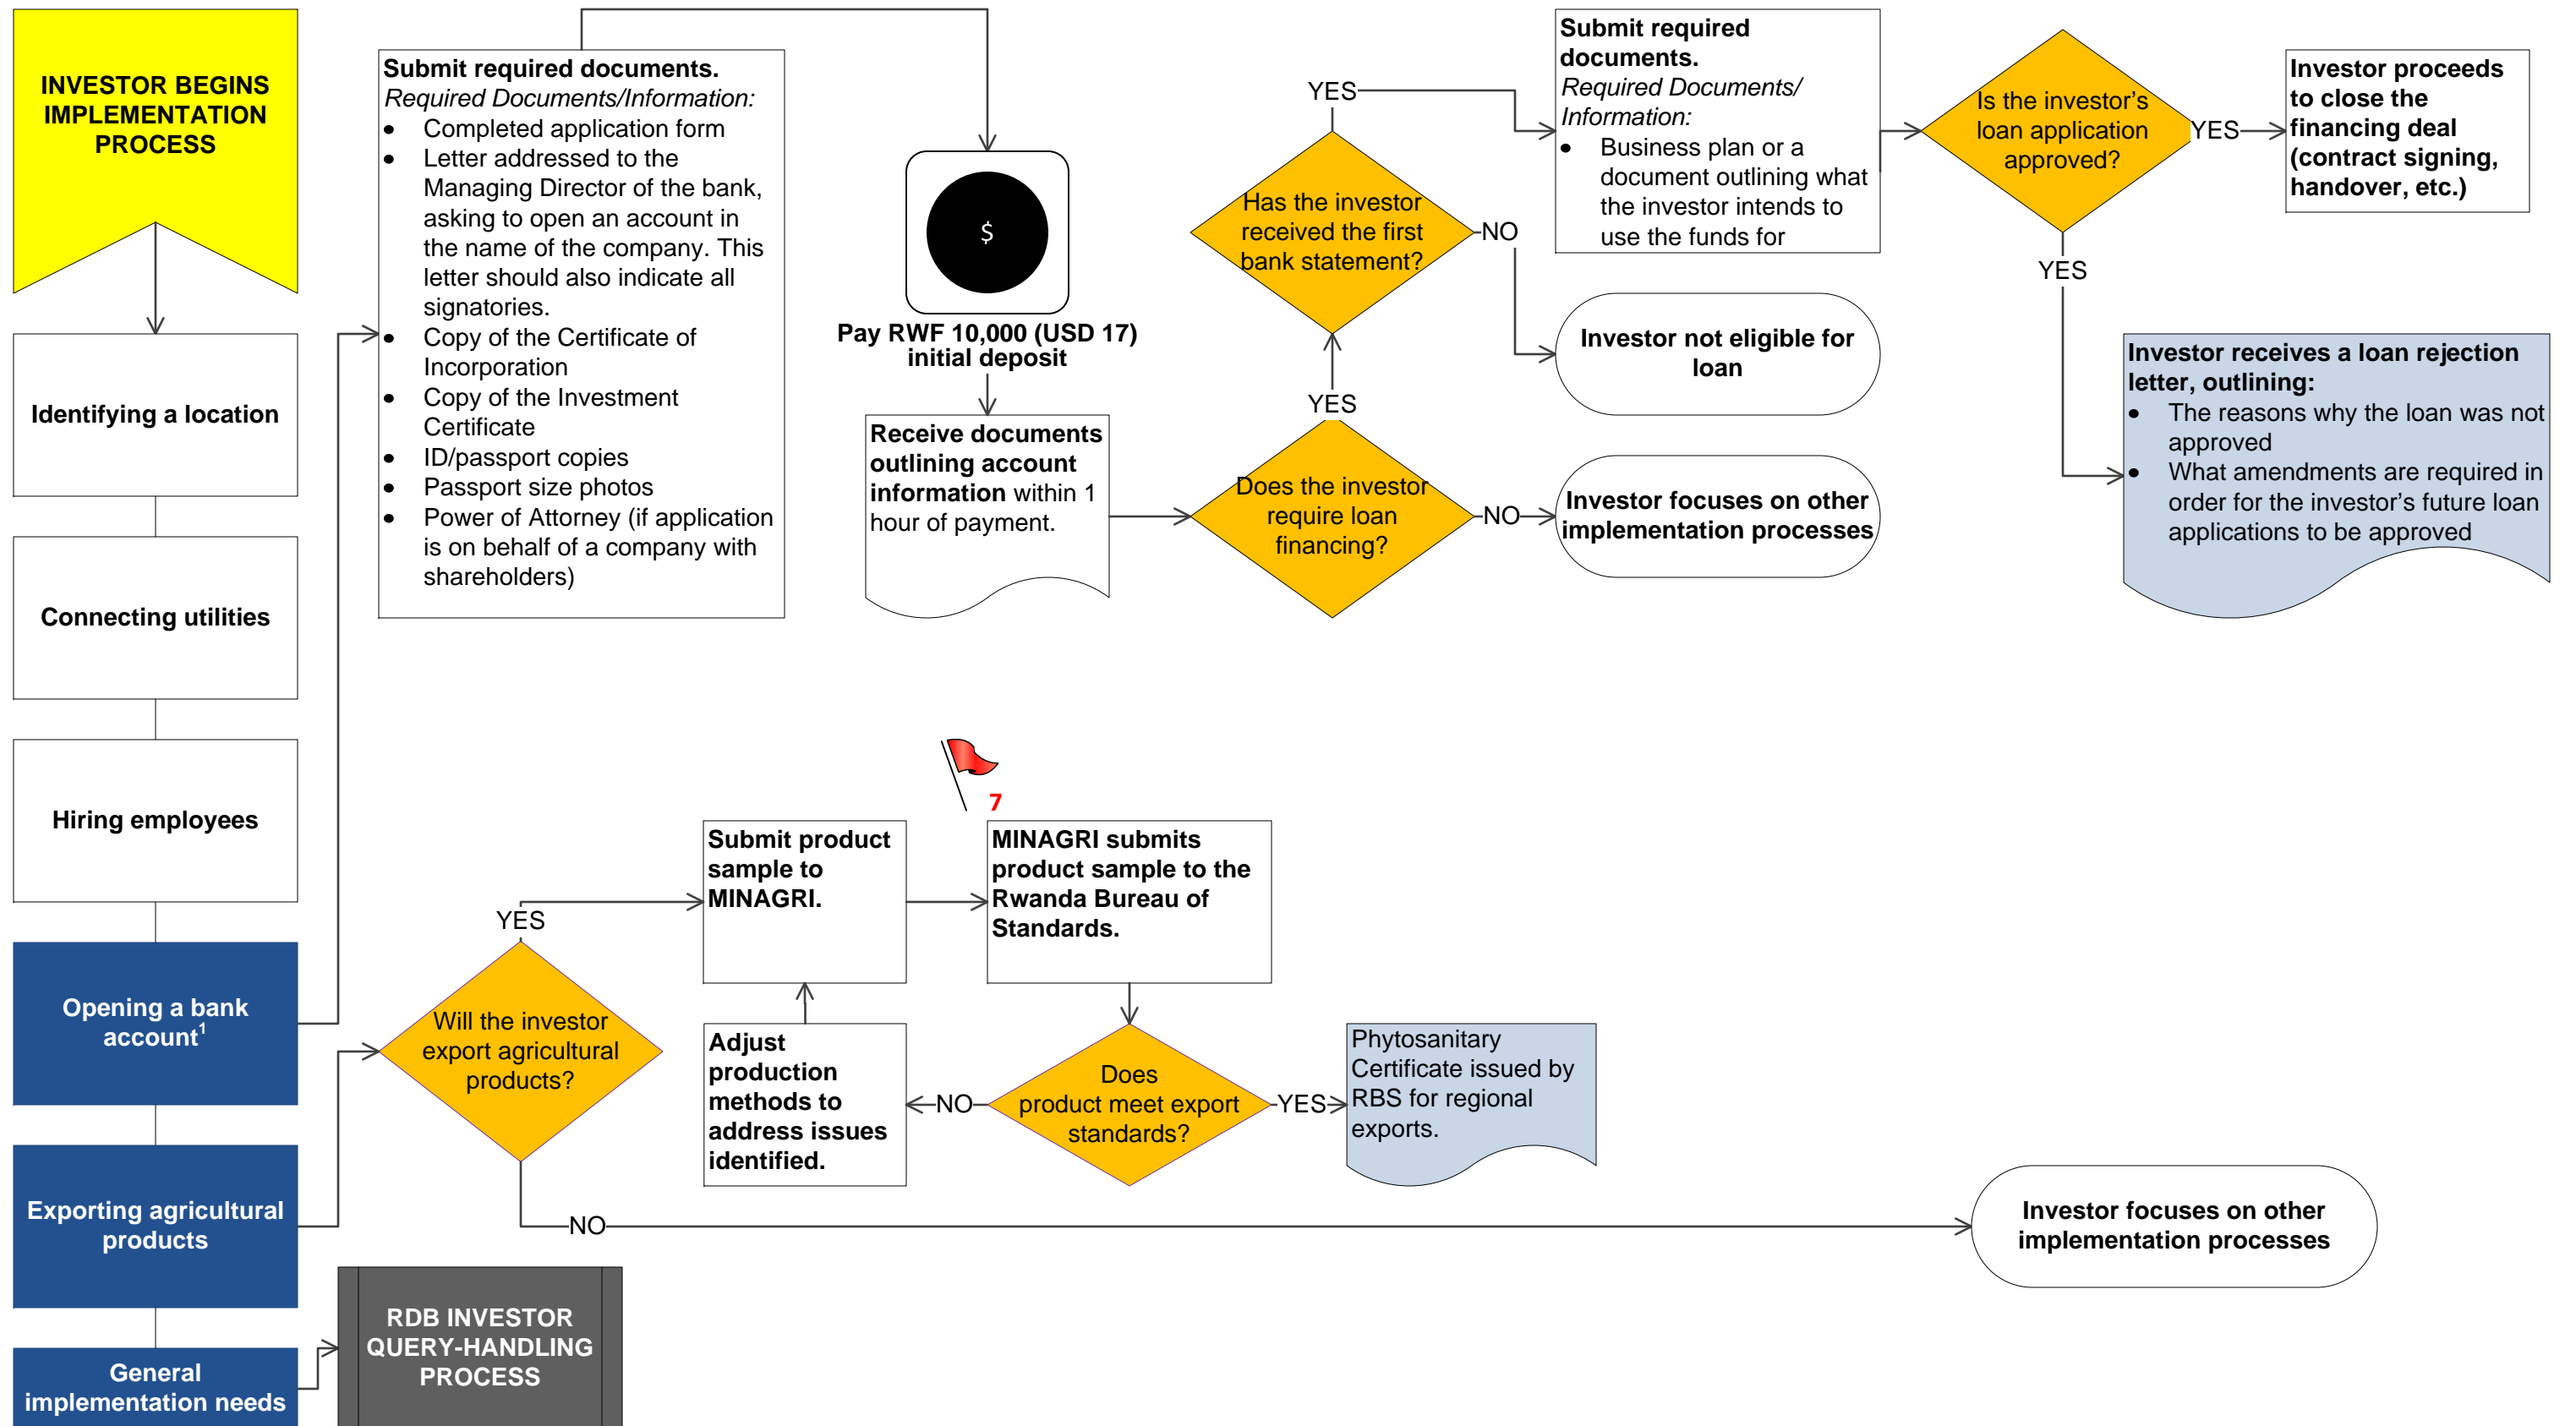 INVESTOR BEGINS
IMPLEMENTATION
PROCESS
Identifying a location
Connecting utilities
Hiring employees
Opening a bank
account¹
Exporting agricultural
products
General
implementation needs
Submit required documents.
Required Documents/Information:
• Completed application form
• Letter addressed to the
Managing Director of the bank,
asking to open an account in
the name of the company. This
letter should also indicate all
signatories.
• Copy of the Certificate of
Incorporation
• Copy of the Investment
Certificate
• ID/passport copies
• Passport size photos
• Power of Attorney (if application
is on behalf of a company with
shareholders)
$
Pay RWF 10,000 (USD 17)
initial deposit
Receive documents
outlining account
information within 1
hour of payment.
Does the investor
require loan
financing?
NO
Investor focuses on other
implementation processes
YES
Has the investor
received the first
bank statement?
NO
Investor not eligible for
loan
YES
Submit required
documents.
Required Documents/
Information:
• Business plan or a
document outlining what
the investor intends to
use the funds for
Is the investor’s
loan application
approved?
YES
Investor proceeds
to close the
financing deal
(contract signing,
handover, etc.)
YES
Investor receives a loan rejection
letter, outlining:
• The reasons why the loan was not
approved
• What amendments are required in
order for the investor’s future loan
applications to be approved
Will the investor
export agricultural
products?
YES
Submit product
sample to
MINAGRI.
7
MINAGRI submits
product sample to the
Rwanda Bureau of
Standards.
Does
product meet export
standards?
NO
Adjust
production
methods to
address issues
identified.
YES
Phytosanitary
Certificate issued by
RBS for regional
exports.
NO
Investor focuses on other
implementation processes
RDB INVESTOR
QUERY-HANDLING
PROCESS